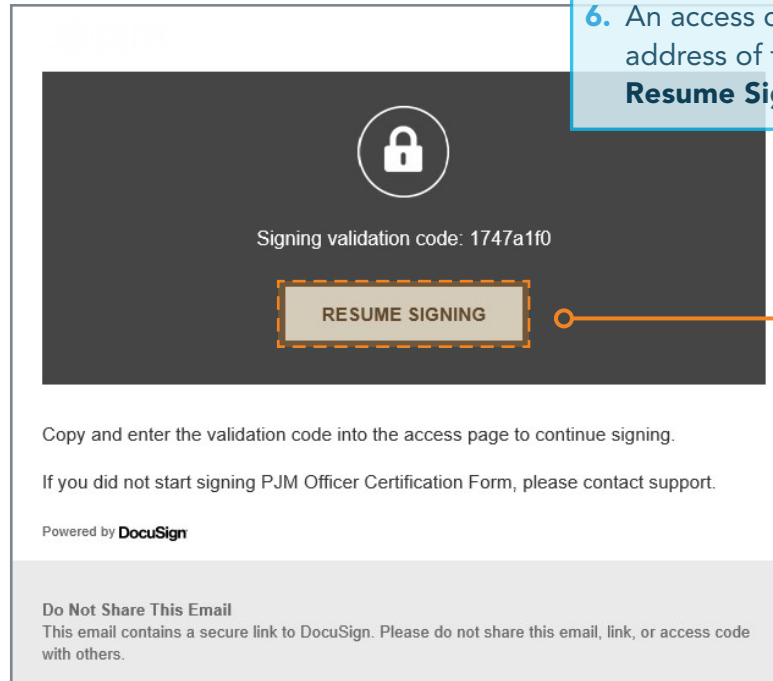 6. An access
address of
Resume
Signing validation code: 1747a1f0
RESUME SIGNING
Copy and enter the validation code into the access page to continue signing.
If you did not start signing PJM Officer Certification Form, please contact support.
Powered by DocuSign
Do Not Share This Email
This email contains a secure link to DocuSign. Please do not share this email, link, or access code
with others.